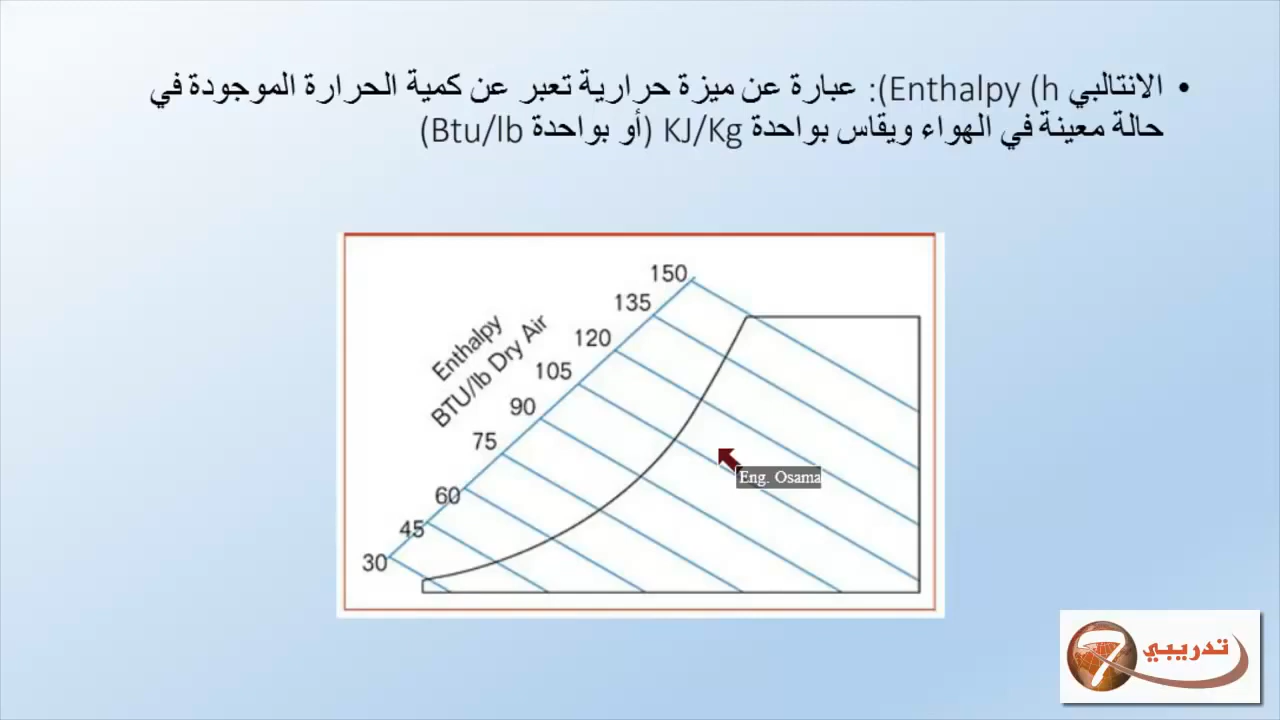 • الانتالبي Enthalpy (h): عبارة عن ميزة حرارية تعبر عن كمية الحرارة الموجودة في
حالة معينة في الهواء ويقاس بواحدة KJ/Kg (أو بواحدة Btu/lb)
150
135
120
105
90
75
60
45
30
Enthalpy
BTU/lb Dry Air
Eng. Osama
7 تدريبي